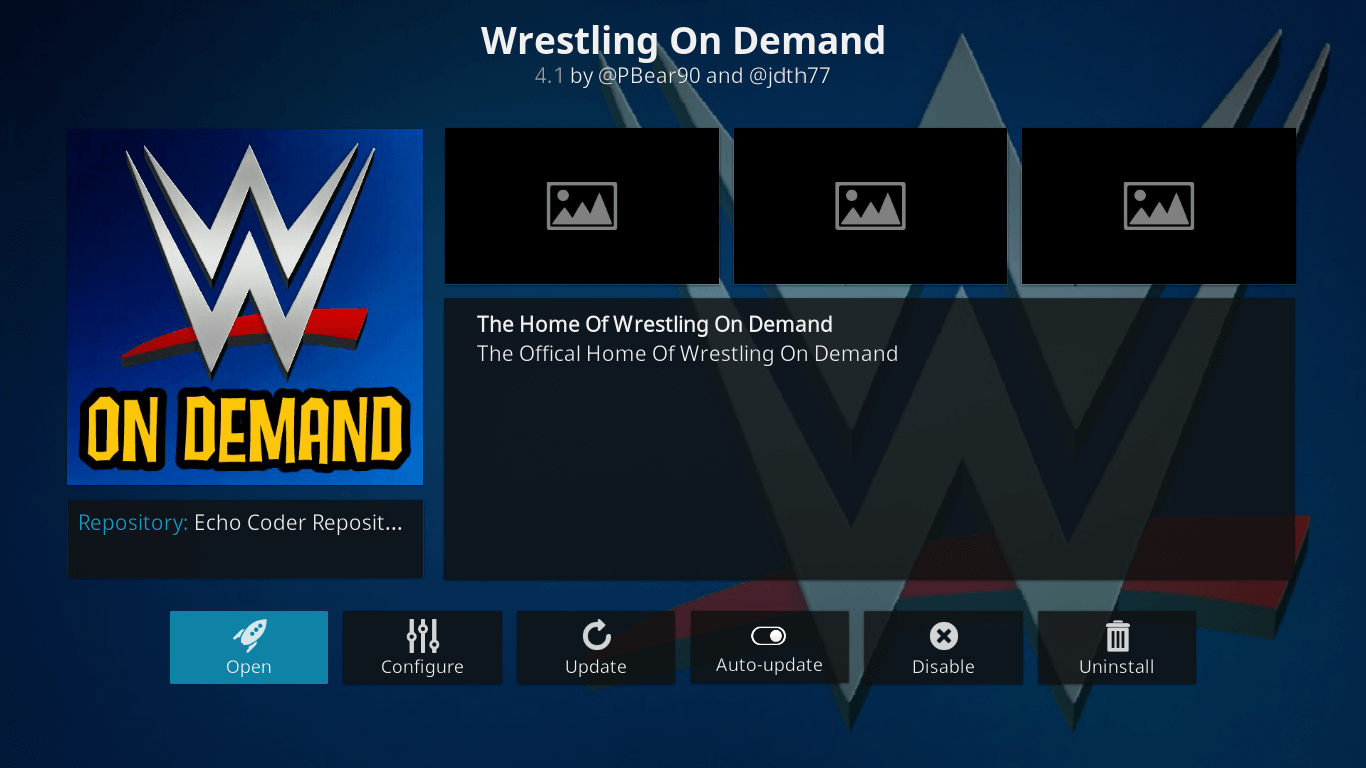 Wrestling On Demand
4.1 by @PBear90 and @jdth77
ON DEMAND
The Home Of Wrestling On Demand
The Offical Home Of Wrestling On Demand
Repository: Echo Coder Reposit...
Open
Configure
Update
Auto-update
Disable
Uninstall